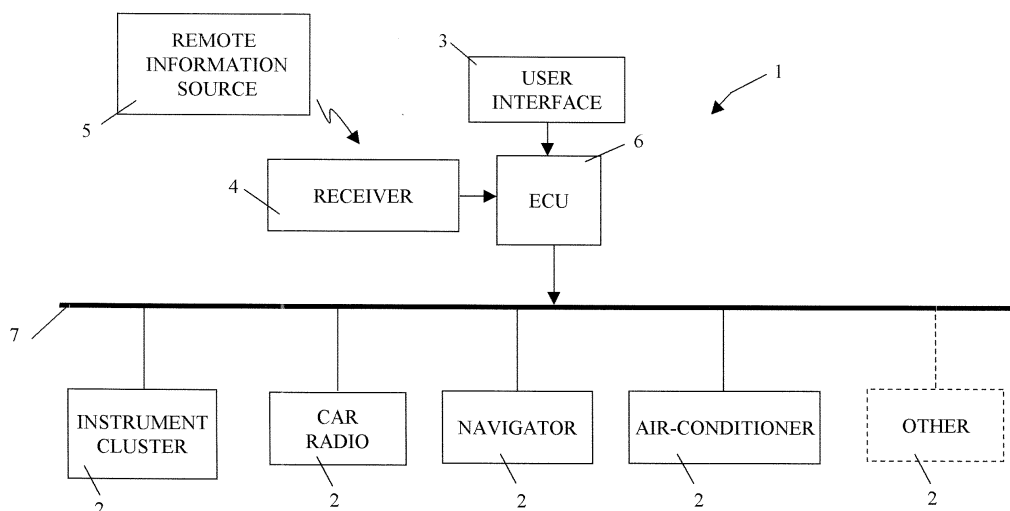 REMOTE
INFORMATION
SOURCE
5
3
USER
INTERFACE
1
6
4
RECEIVER
ECU
7
INSTRUMENT
CLUSTER
2
CAR
RADIO
2
NAVIGATOR
2
AIR-CONDITIONER
2
OTHER
2